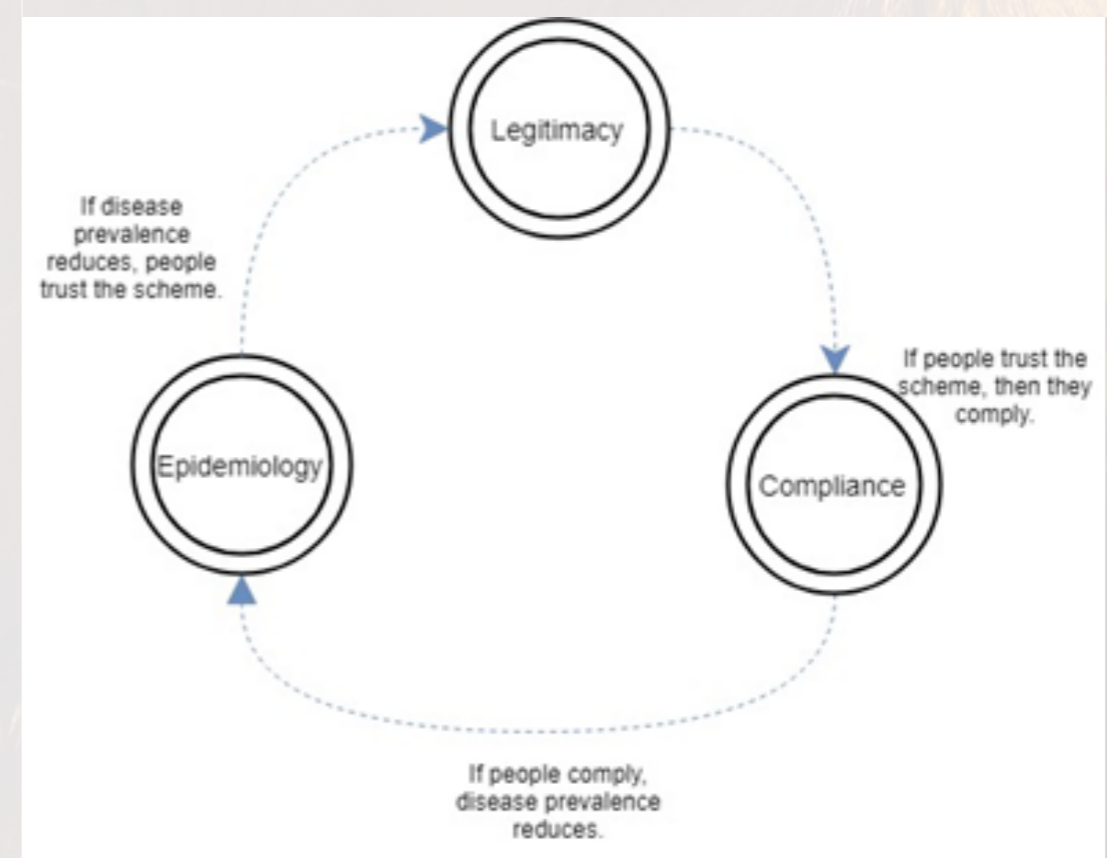 Legitimacy
If disease
prevalence
reduces, people
trust the scheme.
If people trust the
scheme, then they
comply.
Epidemiology
Compliance
If people comply,
disease prevalence
reduces.